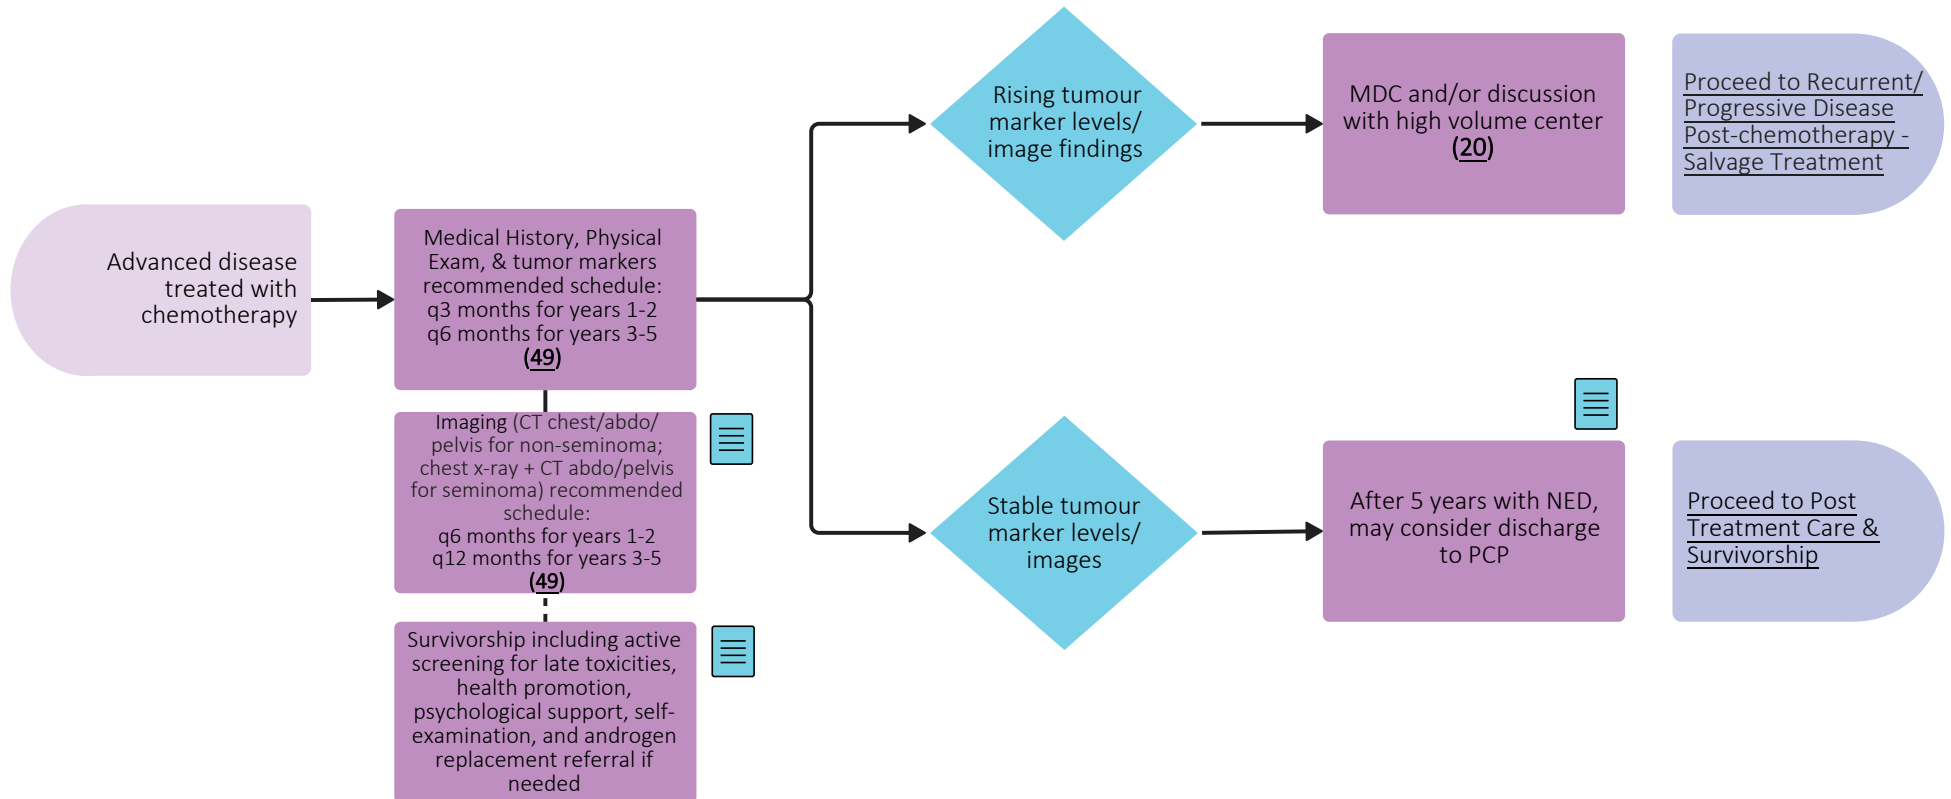 Advanced disease
treated with
chemotherapy
Medical History, Physical
Exam, & tumor markers
recommended schedule:
q3 months for years 1-2
q6 months for years 3-5
(49)
Imaging (CT chest/abdo/
pelvis for non-seminoma;
chest x-ray + CT abdo/pelvis
for seminoma) recommended
schedule:
q6 months for years 1-2
q12 months for years 3-5
(49)
Survivorship including active
screening for late toxicities,
health promotion,
psychological support, self-
examination, and androgen
replacement referral if
needed
Rising tumour
marker levels/
image findings
MDC and/or discussion
with high volume center
(20)
Proceed to Recurrent/
Progressive Disease
Post-chemotherapy -
Salvage Treatment
Stable tumour
marker levels/
images
After 5 years with NED,
may consider discharge
to PCP
Proceed to Post
Treatment Care &
Survivorship